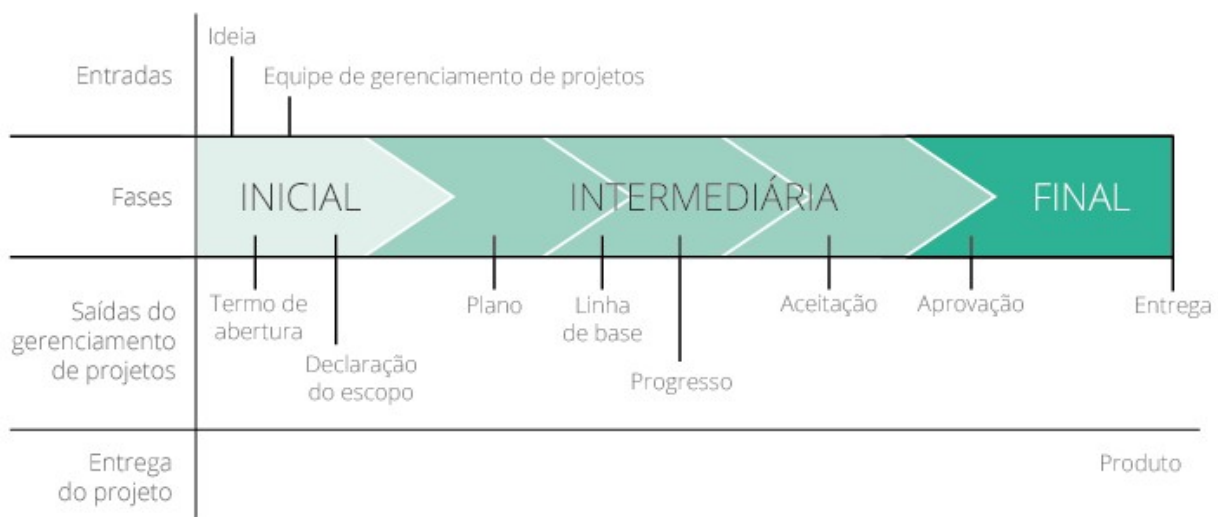 Ideia
Entradas
Equipe de gerenciamento de projetos
Fases
INICIAL
INTERMEDIÁRIA
FINAL
Saídas do
gerenciamento
de projetos
Termo de
abertura
Declaração
do escopo
Plano
Linha
de base
Progresso
Aceitação
Aprovação
Entrega
Entrega
do projeto
Produto